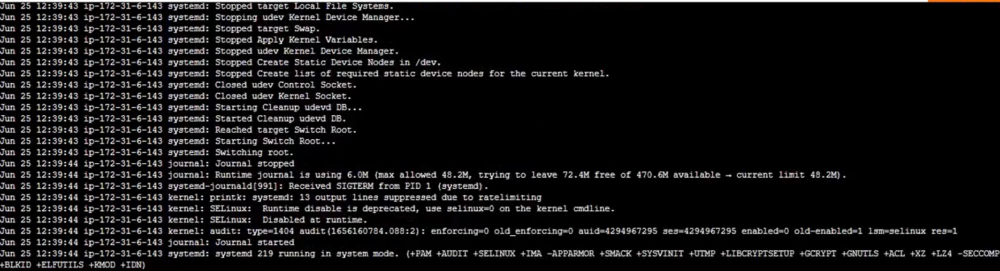 Jun 25 12:39:43 ip-172-31-6-143 systemd: Stopped target Local File Systems.
Jun 25 12:39:43 ip-172-31-6-143 systemd: Stopping udev Kernel Device Manager...
Jun 25 12:39:43 ip-172-31-6-143 systemd: Stopped target Swap.
Jun 25 12:39:43 ip-172-31-6-143 systemd: Stopped Apply Kernel Variables.
Jun 25 12:39:43 ip-172-31-6-143 systemd: Stopped udev Kernel Device Manager.
Jun 25 12:39:43 ip-172-31-6-143 systemd: Stopped Create Static Device Nodes in /dev.
Jun 25 12:39:43 ip-172-31-6-143 systemd: Stopped Create list of required static device nodes for the current kernel.
Jun 25 12:39:43 ip-172-31-6-143 systemd: Closed udev Control Socket.
Jun 25 12:39:43 ip-172-31-6-143 systemd: Closed udev Kernel Socket.
Jun 25 12:39:43 ip-172-31-6-143 systemd: Starting Cleanup udevd DB...
Jun 25 12:39:43 ip-172-31-6-143 systemd: Started Cleanup udevd DB.
Jun 25 12:39:43 ip-172-31-6-143 systemd: Reached target Switch Root.
Jun 25 12:39:43 ip-172-31-6-143 systemd: Starting Switch Root...
Jun 25 12:39:43 ip-172-31-6-143 systemd: Switching root.
Jun 25 12:39:44 ip-172-31-6-143 journal: Journal stopped
Jun 25 12:39:44 ip-172-31-6-143 journal: Runtime journal is using 6.0M (max allowed 48.2M, trying to leave 72.4M free of 470.6M available → current limit 48.2M).
Jun 25 12:39:44 ip-172-31-6-143 systemd-journald[991]: Received SIGTERM from PID 1 (systemd).
Jun 25 12:39:44 ip-172-31-6-143 kernel: printk: systemd: 13 output lines suppressed due to ratelimiting
Jun 25 12:39:44 ip-172-31-6-143 kernel: SELinux:  Runtime disable is deprecated, use selinux=0 on the kernel cmdline.
Jun 25 12:39:44 ip-172-31-6-143 kernel: SELinux:  Disabled at runtime.
Jun 25 12:39:44 ip-172-31-6-143 kernel: audit: type=1404 audit(1656160784.088:2): enforcing=0 old_enforcing=0 auid=4294967295 ses=4294967295 enabled=0 old-enabled=1 lsm=selinux res=1
Jun 25 12:39:44 ip-172-31-6-143 journal: Journal started
Jun 25 12:39:44 ip-172-31-6-143 systemd: systemd 219 running in system mode. (+PAM +AUDIT +SELINUX +IMA -APPARMOR +SMACK +SYSVINIT +UTMP +LIBCRYPTSETUP +GCRYPT +GNUTLS +ACL +XZ +LZ4 -SECCOMP
+BLKID +ELFUTILS +KMOD +IDN)